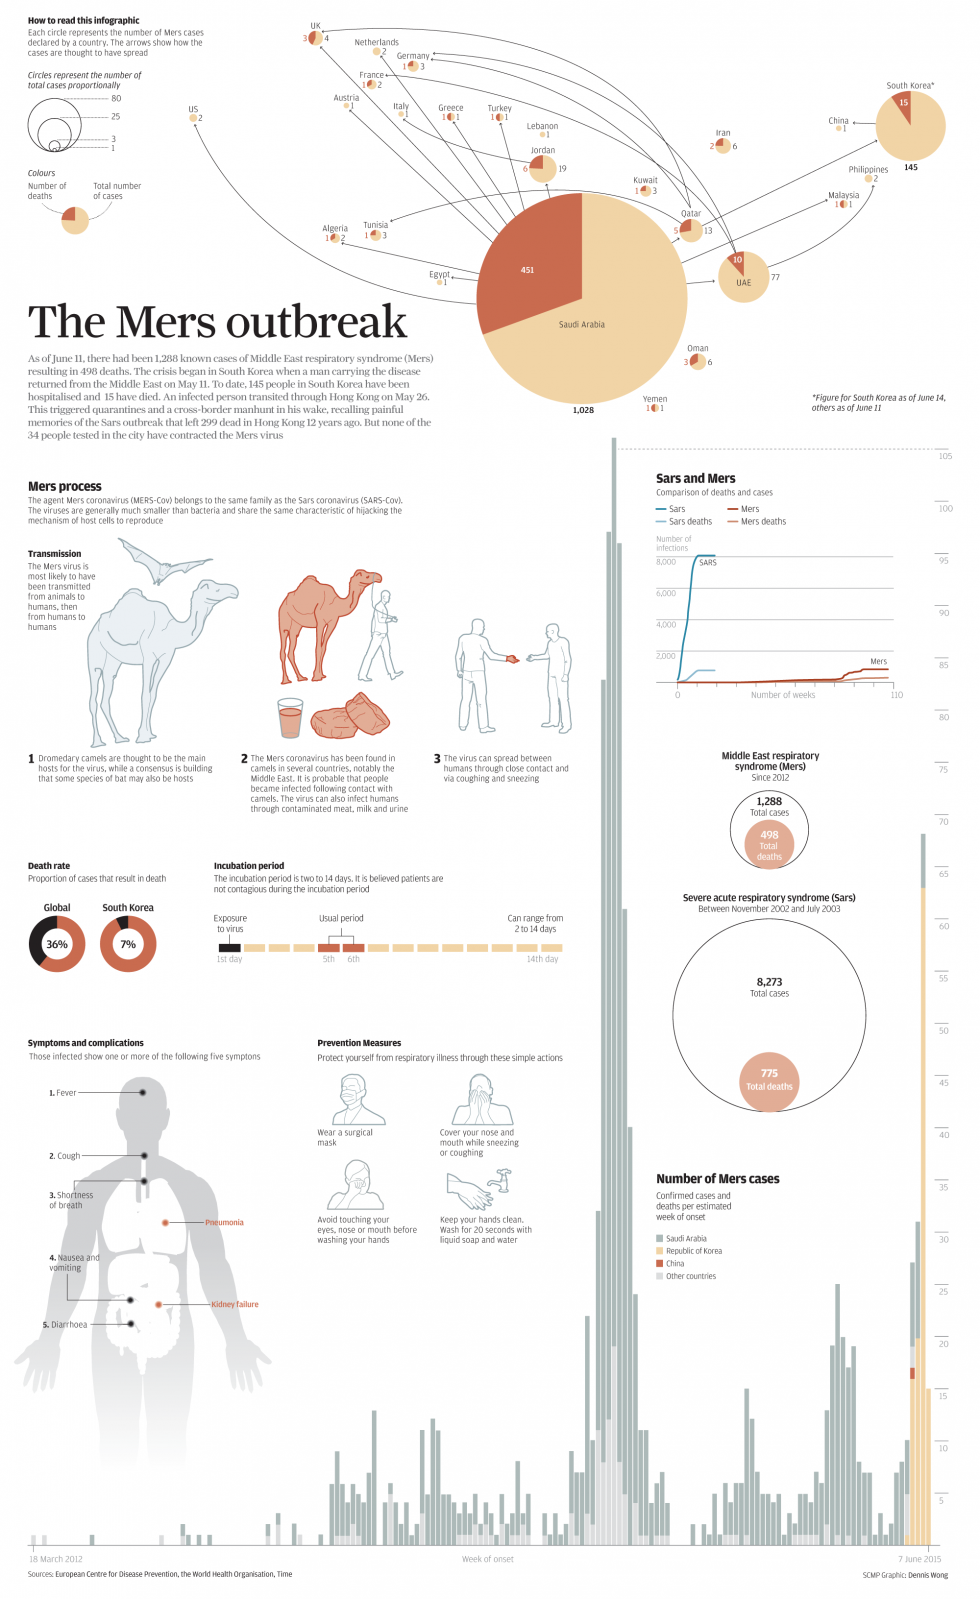 How to read this infographic
Each circle represents the number of Mers cases
declared by a country. The arrows show how the
cases are thought to have spread
Circles represent the number of
total cases proportionally
80
25
3
1
Colours
Number of
deaths
Total number
of cases
US
2
UK
3 4
Netherlands
2
Germany
1 3
France
1 2
Austria
1
Italy
1
Greece
1 1
Turkey
1 1
Lebanon
1
Jordan
6 19
Kuwait
1 3
Iran
2 6
Qatar
5 13
China
1
South Korea*
15
145
Philippines
2
Malaysia
1 1
Algeria
1 2
Tunisia
1 3
Egypt
1
451
Saudi Arabia
1,028
10
UAE
77
Oman
3 6
Yemen
1 1
*Figure for South Korea as of June 14,
others as of June 11
The Mers outbreak
As of June 11, there had been 1,288 known cases of Middle East respiratory syndrome (Mers)
resulting in 498 deaths. The crisis began in South Korea when a man carrying the disease
returned from the Middle East on May 11. To date, 145 people in South Korea have been
hospitalised and 15 have died. An infected person transited through Hong Kong on May 26.
This triggered quarantines and a cross-border manhunt in his wake, recalling painful
memories of the Sars outbreak that left 299 dead in Hong Kong 12 years ago. But none of the
34 people tested in the city have contracted the Mers virus
Mers process
The agent Mers coronavirus (MERS-Cov) belongs to the same family as the Sars coronavirus (SARS-Cov).
The viruses are generally much smaller than bacteria and share the same characteristic of hijacking the
mechanism of host cells to reproduce
Transmission
The Mers virus is
most likely to have
been transmitted
from animals to
humans, then
from humans to
humans
1 Dromedary camels are thought to be the main
hosts for the virus, while a consensus is building
that some species of bat may also be hosts
2 The Mers coronavirus has been found in
camels in several countries, notably the
Middle East. It is probable that people
became infected following contact with
camels. The virus can also infect humans
through contaminated meat, milk and urine
3 The virus can spread between
humans through close contact and
via coughing and sneezing
Death rate
Proportion of cases that result in death
Global
36%
South Korea
7%
Incubation period
The incubation period is two to 14 days. It is believed patients are
not contagious during the incubation period
Exposure
to virus
Usual period
Can range from
2 to 14 days
1st day
5th
6th
14th day
Symptoms and complications
Those infected show one or more of the following five symptons
1. Fever
2. Cough
3. Shortness
of breath
4. Nausea and
vomiting
5. Diarrhoea
Pneumonia
Kidney failure
Prevention Measures
Protect yourself from respiratory illness through these simple actions
Wear a surgical
mask
Cover your nose and
mouth while sneezing
or coughing
Avoid touching your
eyes, nose or mouth before
washing your hands
Keep your hands clean.
Wash for 20 seconds with
liquid soap and water
Sars and Mers
Comparison of deaths and cases
Sars
Mers
Sars deaths
Mers deaths
Number of
infections
8,000
6,000
4,000
2,000
SARS
Mers
0
Number of weeks
110
Middle East respiratory
syndrome (Mers)
Since 2012
1,288
Total cases
498
Total
deaths
Severe acute respiratory syndrome (Sars)
Between November 2002 and July 2003
8,273
Total cases
775
Total deaths
Number of Mers cases
Confirmed cases and
deaths per estimated
week of onset
Saudi Arabia
Republic of Korea
China
Other countries
105
100
95
90
85
80
75
70
65
60
55
50
45
40
35
30
25
20
15
10
5
18 March 2012
Week of onset
7 June 2015
Sources: European Centre for Disease Prevention, the World Health Organisation, Time
SCMP Graphic: Dennis Wong